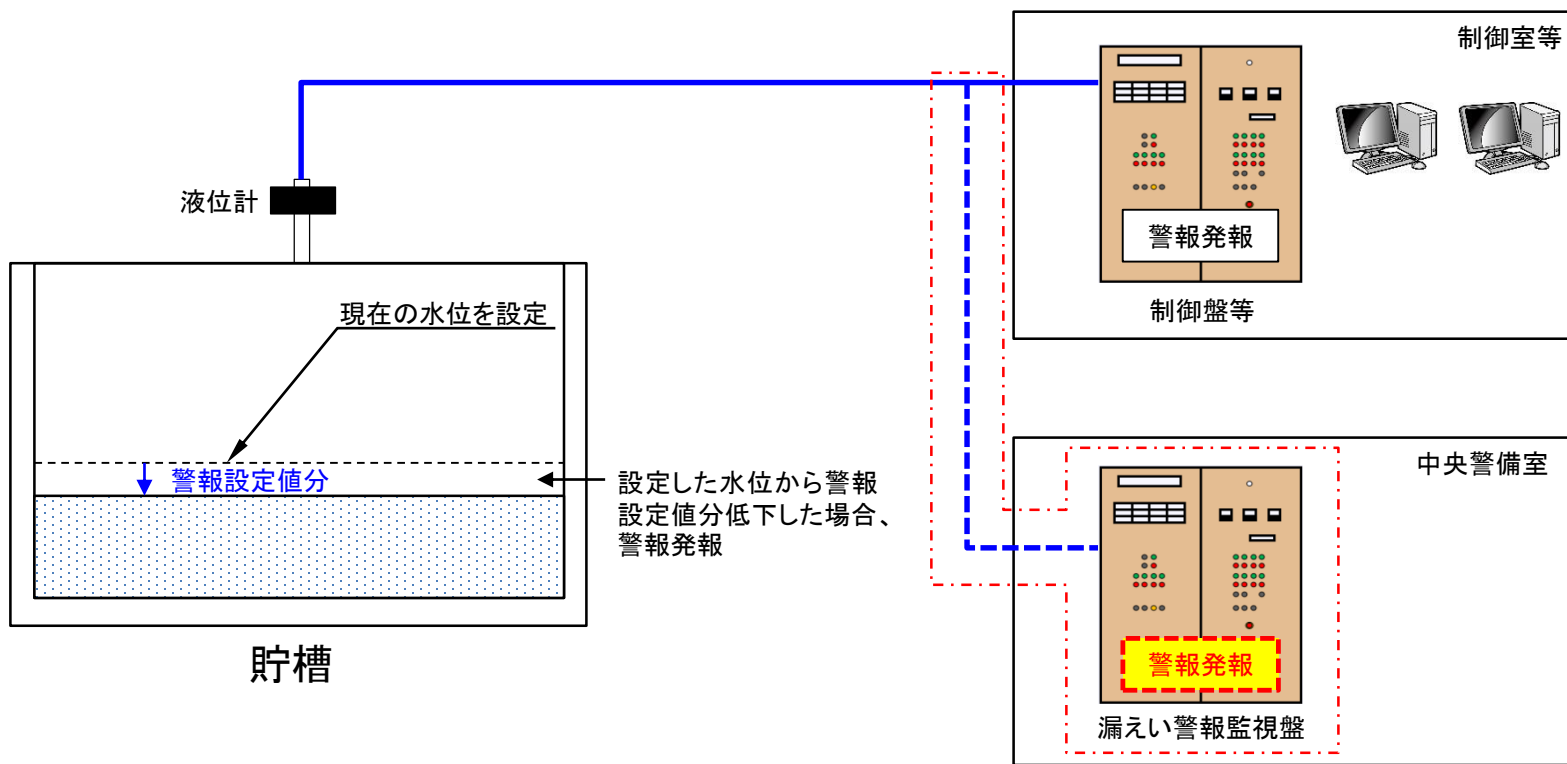 制御室等
液位計
警報発報
制御盤等
現在の水位を設定
警報設定値分
設定した水位から警報
設定値分低下した場合、
警報発報
貯槽
中央警備室
警報発報
漏えい警報監視盤